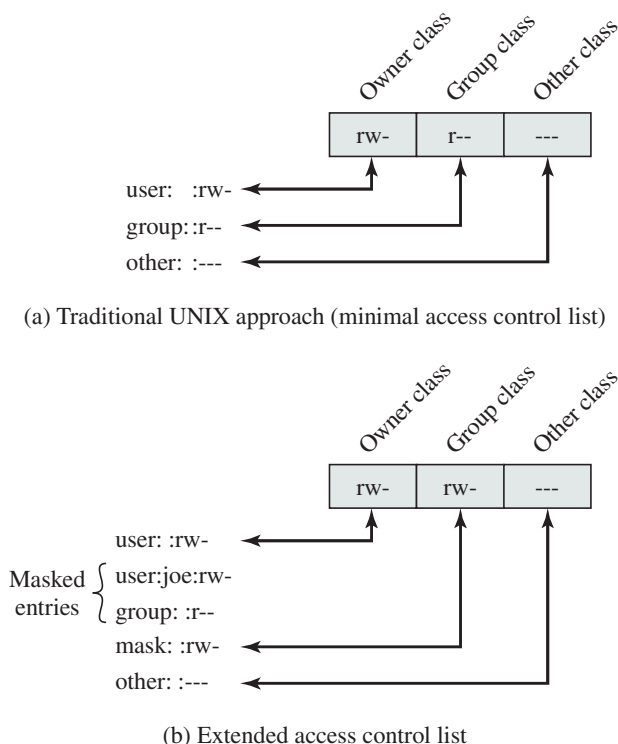 Owner class
Group class
Other class
rw-
r--
---
user: :rw-
group::r--
other: :---
(a) Traditional UNIX approach (minimal access control list)
Owner class
Group class
Other class
rw-
rw-
---
user: :rw-
Masked entries
user:joe:rw-
group: :r--
mask: :rw-
other: :---
(b) Extended access control list